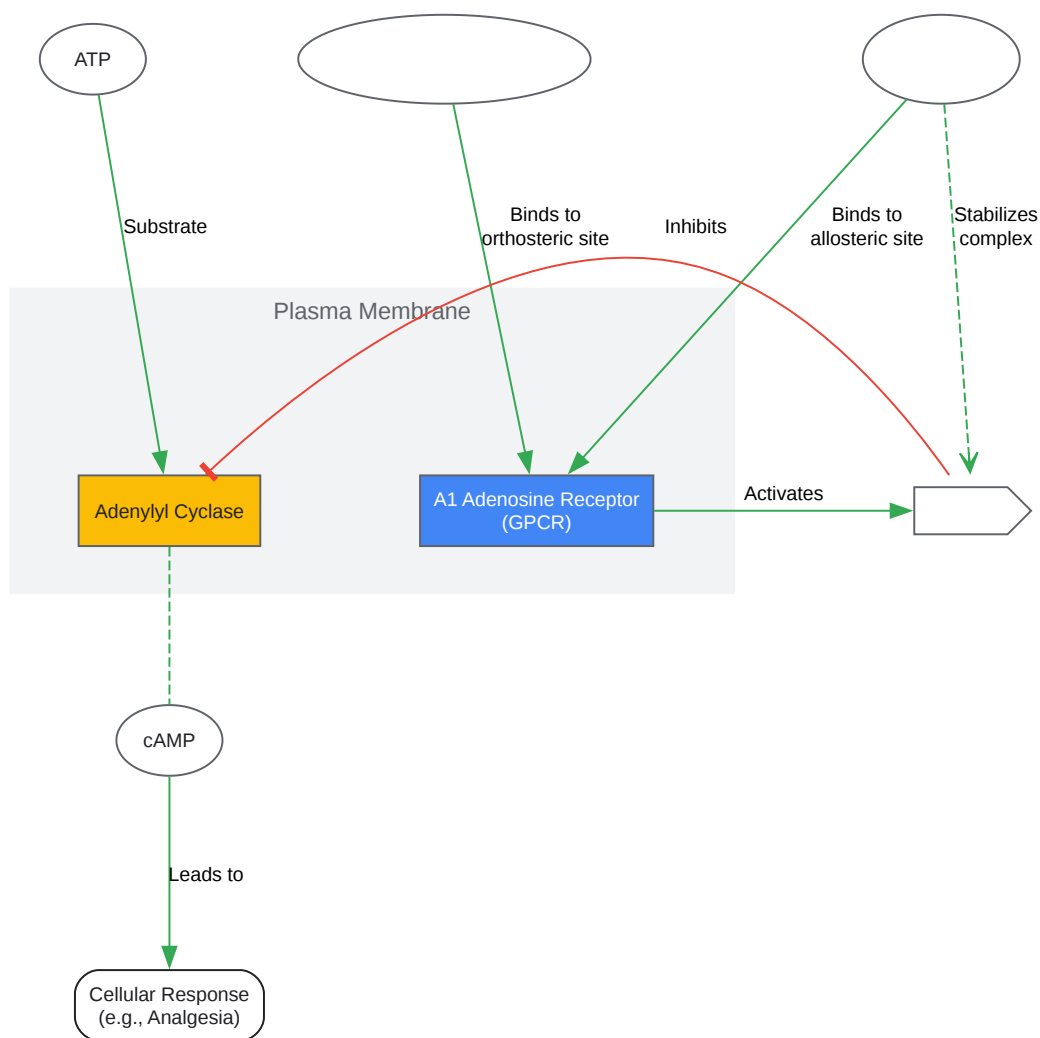 ATP
Substrate
Binds to
orthosteric site
Inhibits
Binds to
allosteric site
Stabilizes
complex
Plasma Membrane
Adenylyl Cyclase
A1 Adenosine Receptor
(GPCR)
Activates
cAMP
Leads to
Cellular Response
(e.g., Analgesia)